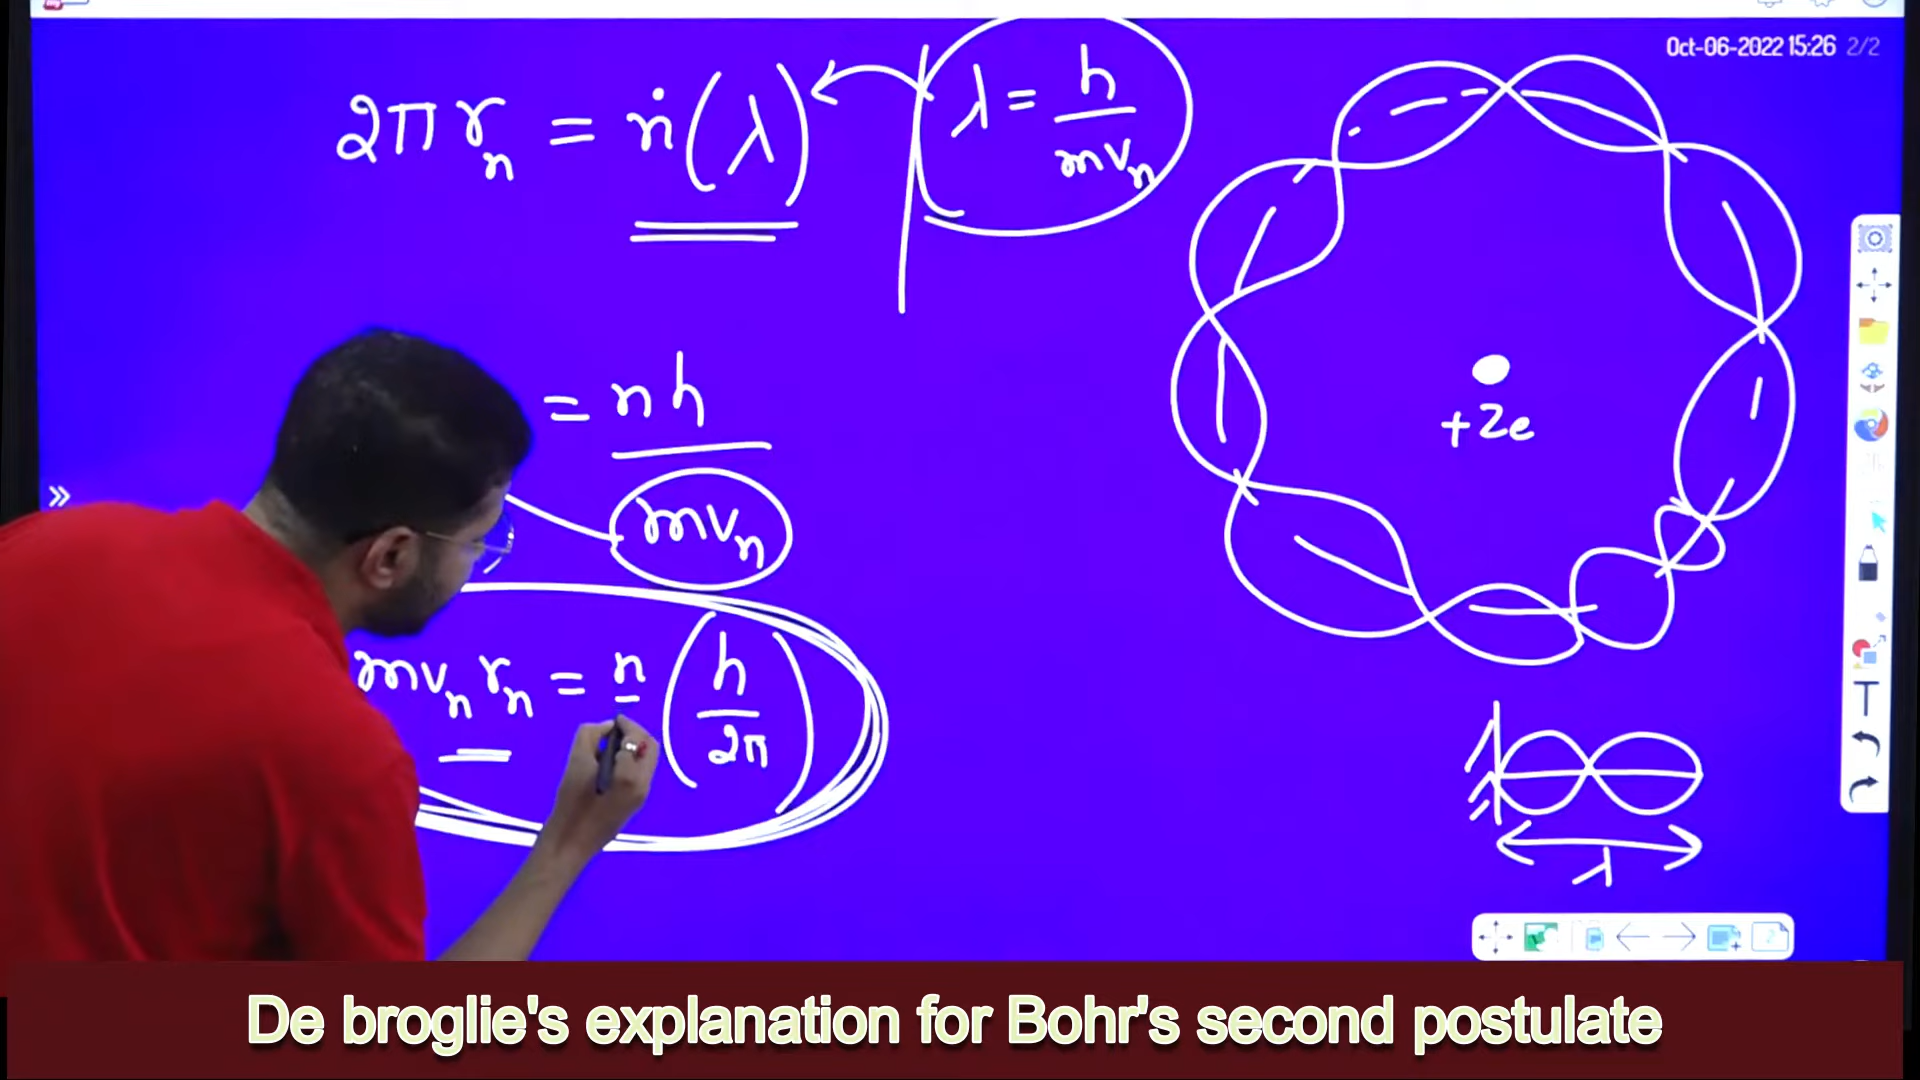 Oct-06-2022 15:26 2/2
2πrₙ = n(λ)
λ = h/mvₙ
= nh/mvₙ
mvₙrₙ = n(h/2π)
+Ze
λ
De broglie's explanation for Bohr's second postulate